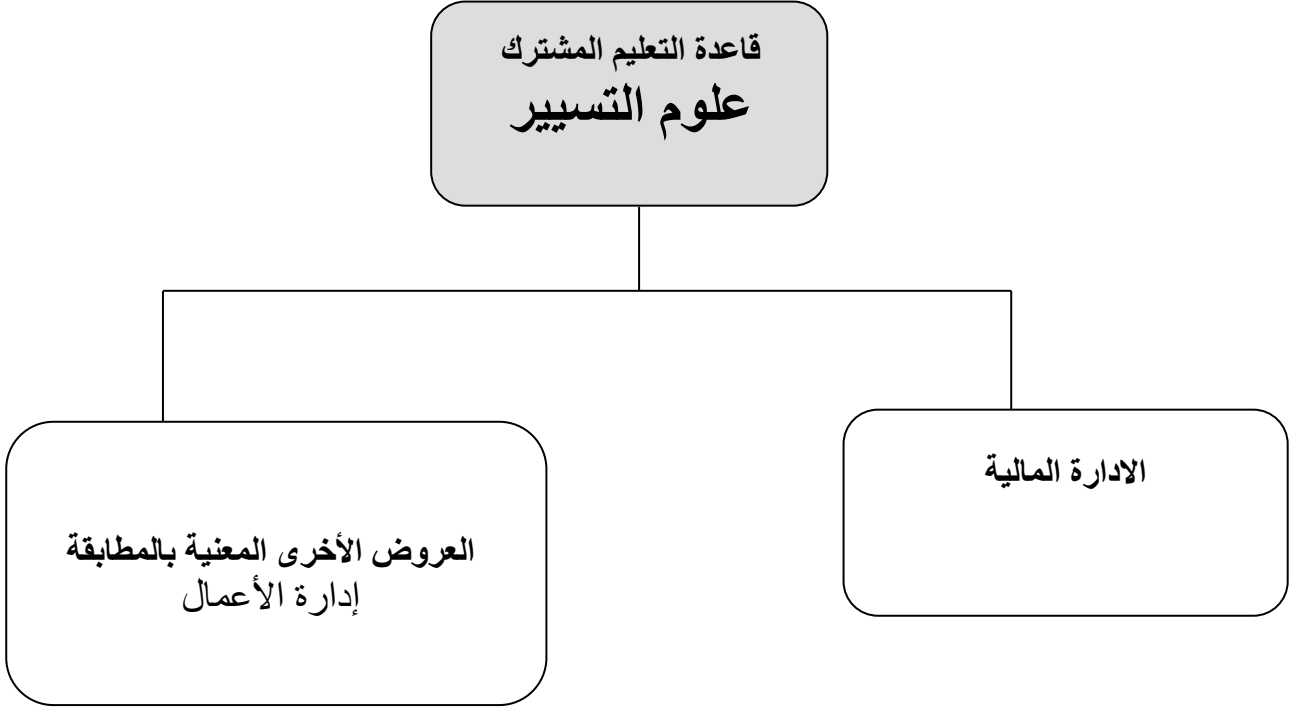 قاعدة التعليم المشترك
علوم التسيير
الادارة المالية
العروض الأخرى المعنية بالمطابقة
إدارة الأعمال